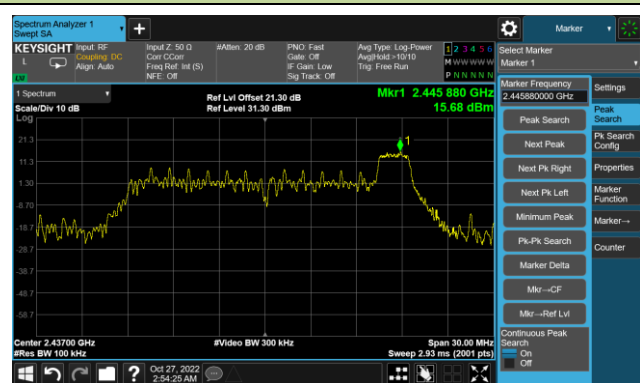 Spectrum Analyzer 1
Swept SA
Marker
KEYSIGHT
L
Input: RF
Coupling: DC
Align: Auto
Input Z: 50 Ω
Corr CCorr
Freq Ref: Int (S)
NFE: Off
#Atten: 20 dB
PNO: Fast
Gate: Off
IF Gain: Low
Sig Track: Off
Avg Type: Log-Power
Avg|Hold:>10/10
Trig: Free Run
1 2 3 4 5 6
M W W W W W
P N N N N N
Select Marker
Marker 1
1 Spectrum
Scale/Div 10 dB
Log
Ref Lvl Offset 21.30 dB
Ref Level 31.30 dBm
Mkr1 2.445 880 GHz
15.68 dBm
1
21.3
11.3
1.30
-8.70
-18.7
-28.7
-38.7
-48.7
-58.7
Center 2.43700 GHz
#Res BW 100 kHz
#Video BW 300 kHz
Span 30.00 MHz
Sweep 2.93 ms (2001 pts)
Marker Frequency
2.445880000 GHz
Peak Search
Next Peak
Next Pk Right
Next Pk Left
Minimum Peak
Pk-Pk Search
Marker Delta
Mkr→CF
Mkr→Ref Lvl
Continuous Peak
Search
On
Off
Settings
Peak
Search
Pk Search
Config
Properties
Marker
Function
Marker→
Counter
?
Oct 27, 2022
2:54:25 AM